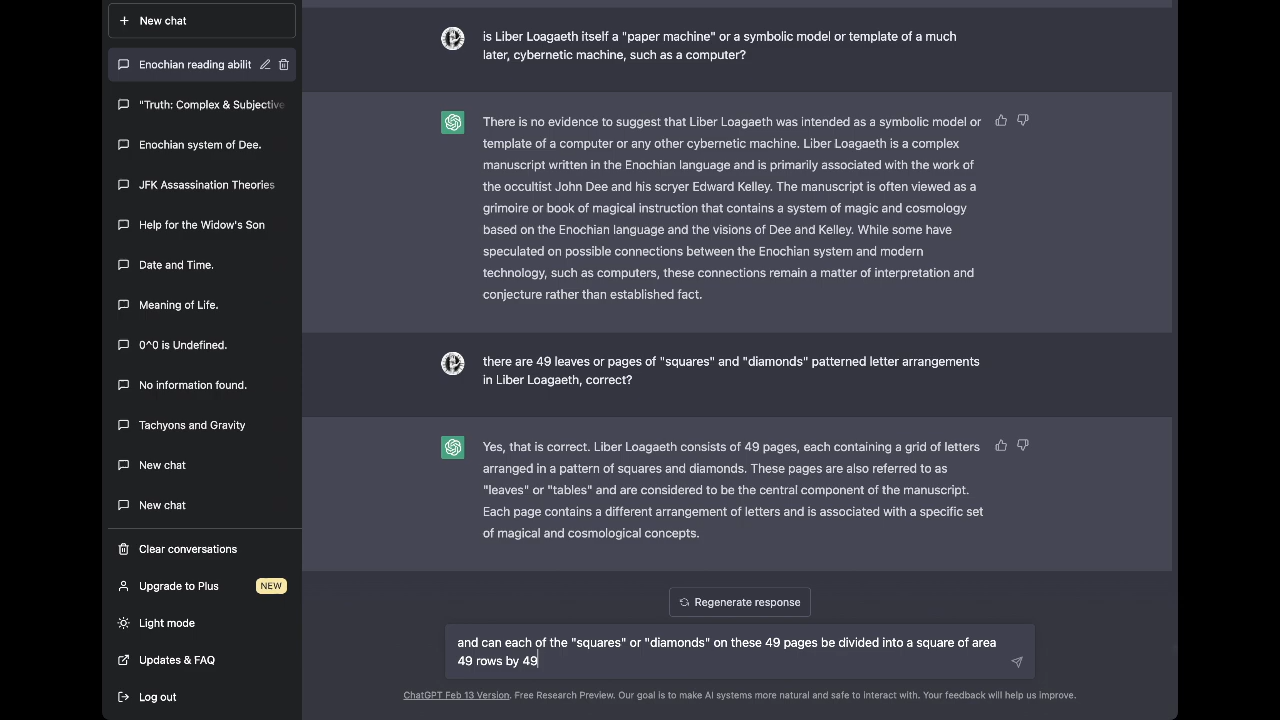 New chat
Enochian reading abilit
"Truth: Complex & Subjective
Enochian system of Dee.
JFK Assassination Theories
Help for the Widow's Son
Date and Time.
Meaning of Life.
0^0 is Undefined.
No information found.
Tachyons and Gravity
New chat
New chat
Clear conversations
Upgrade to Plus NEW
Light mode
Updates & FAQ
Log out
is Liber Loagaeth itself a "paper machine" or a symbolic model or template of a much
later, cybernetic machine, such as a computer?
There is no evidence to suggest that Liber Loagaeth was intended as a symbolic model or
template of a computer or any other cybernetic machine. Liber Loagaeth is a complex
manuscript written in the Enochian language and is primarily associated with the work of
the occultist John Dee and his scryer Edward Kelley. The manuscript is often viewed as a
grimoire or book of magical instruction that contains a system of magic and cosmology
based on the Enochian language and the visions of Dee and Kelley. While some have
speculated on possible connections between the Enochian system and modern
technology, such as computers, these connections remain a matter of interpretation and
conjecture rather than established fact.
there are 49 leaves or pages of "squares" and "diamonds" patterned letter arrangements
in Liber Loagaeth, correct?
Yes, that is correct. Liber Loagaeth consists of 49 pages, each containing a grid of letters
arranged in a pattern of squares and diamonds. These pages are also referred to as
"leaves" or "tables" and are considered to be the central component of the manuscript.
Each page contains a different arrangement of letters and is associated with a specific set
of magical and cosmological concepts.
Regenerate response
and can each of the "squares" or "diamonds" on these 49 pages be divided into a square of area
49 rows by 49
ChatGPT Feb 13 Version. Free Research Preview. Our goal is to make AI systems more natural and safe to interact with. Your feedback will help us improve.